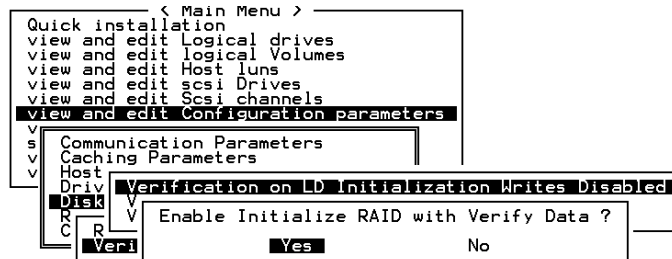 < Main Menu >
Quick installation
view and edit Logical drives
view and edit logical Volumes
view and edit Host luns
view and edit scsi Drives
view and edit Scsi channels
view and edit Configuration parameters
v
s Communication Parameters
v Caching Parameters
v Host
Driv Verification on LD Initialization Writes Disabled
Disk V
R V Enable Initialize RAID with Verify Data ?
C R
Veri Yes No